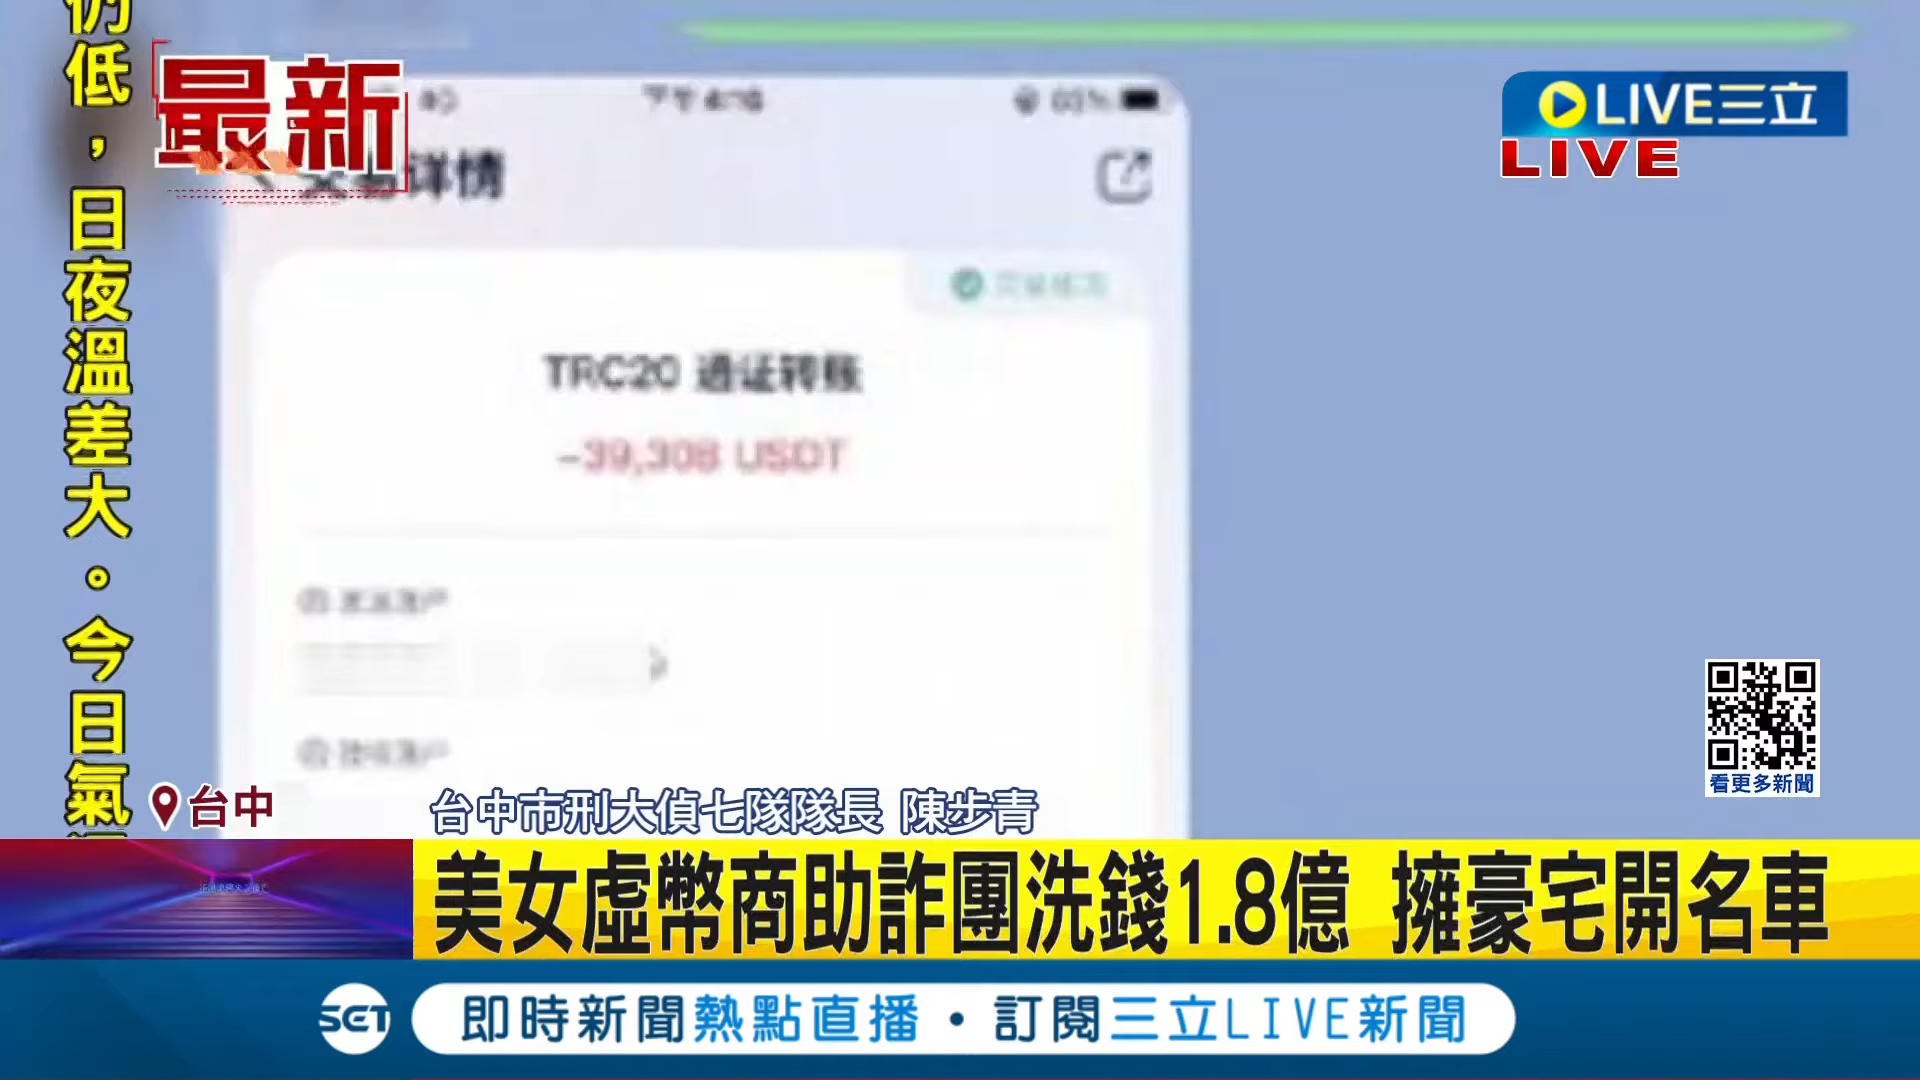 仍低，日夜溫差大。今日氣
最新
LIVE三立
LIVE
详情
TRC20 通证转账
-39,308 USDT
看更多新聞
台中
台中市刑大偵七隊隊長 陳步青
美女虛幣商助詐團洗錢1.8億 擁豪宅開名車
SET
即時新聞熱點直播・訂閱三立LIVE新聞